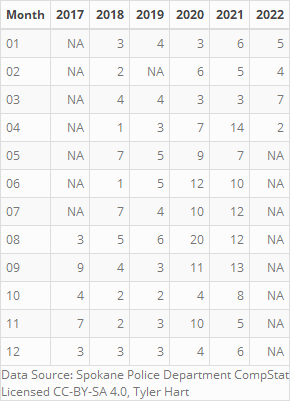 Month 2017 2018 2019 2020 2021 2022
01 NA 3 4 3 6 5
02 NA 2 NA 6 5 4
03 NA 4 4 3 3 7
04 NA 1 3 7 14 2
05 NA 7 5 9 7 NA
06 NA 1 5 12 10 NA
07 NA 7 4 10 12 NA
08 3 5 6 20 12 NA
09 9 4 3 11 13 NA
10 4 2 2 4 8 NA
11 7 2 3 10 5 NA
12 3 3 3 4 6 NA
Data Source: Spokane Police Department CompStat
Licensed CC-BY-SA 4.0, Tyler Hart